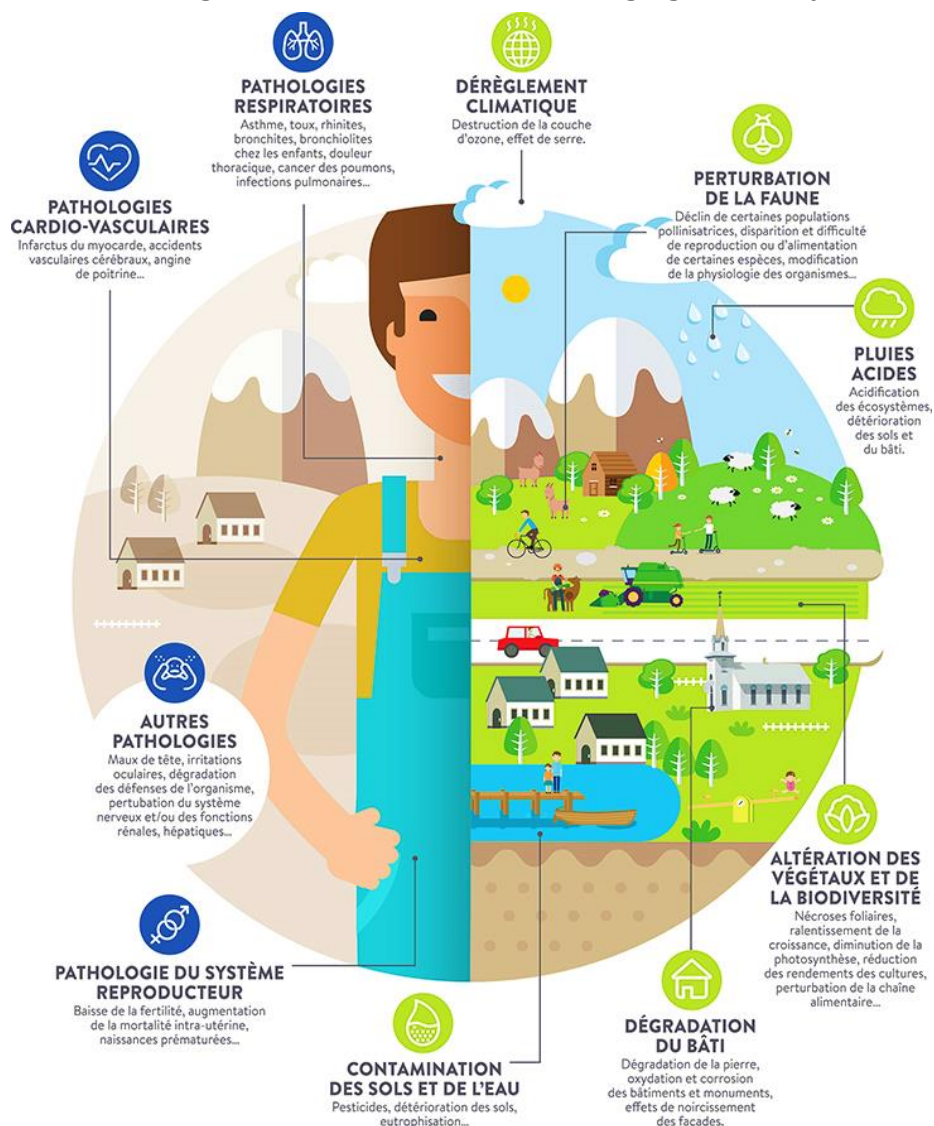 PATHOLOGIES
RESPIRATOIRES
Asthme, toux, rhinites,
bronchites, bronchiolites
chez les enfants, douleur
thoracique, cancer des poumons,
infections pulmonaires...
DÉRÈGLEMENT
CLIMATIQUE
Destruction de la couche
d'ozone, effet de serre.
PATHOLOGIES
CARDIO-VASCULAIRES
Infarctus du myocarde, accidents
vasculaires cérébraux, angine
de poitrine...
PERTURBATION
DE LA FAUNE
Déclin de certaines populations
pollinisatrices, disparition et difficulté
de reproduction ou d'alimentation
de certaines espèces, modification
de la physiologie des organismes...
PLUIES
ACIDES
Acidification
des écosystèmes,
détérioration
des sols et
du bâti.
AUTRES
PATHOLOGIES
Maux de tête, irritations
oculaires, dégradation
des défenses de l'organisme,
pertubation du système
nerveux et/ou des fonctions
rénales, hépatiques...
ALTÉRATION DES
VÉGÉTAUX ET DE
LA BIODIVERSITÉ
Nécroses foliaires,
ralentissement de la
croissance, diminution de la
photosynthèse, réduction
des rendements des cultures,
perturbation de la chaîne
alimentaire...
PATHOLOGIE DU SYSTÈME
REPRODUCTEUR
Baisse de la fertilité, augmentation
de la mortalité intra-utérine,
naissances prématurées...
DÉGRADATION
DU BÂTI
Dégradation de la pierre,
oxydation et corrosion
des bâtiments et monuments,
effets de noircissement
des façades.
CONTAMINATION
DES SOLS ET DE L'EAU
Pesticides, détérioration des sols,
eutrophisation...